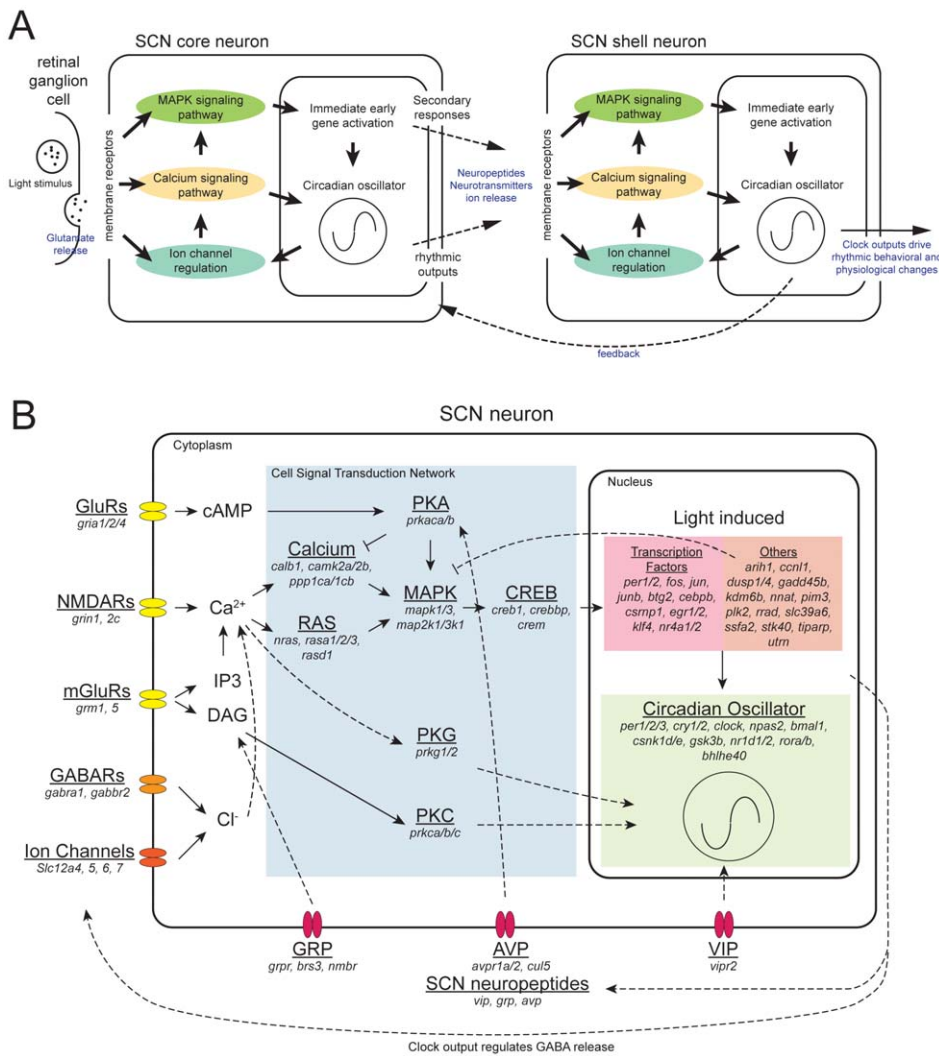 A
SCN core neuron
SCN shell neuron
retinal
ganglion
cell
Light stimulus
Glutamate
release
membrane receptors
MAPK signaling
pathway
Calcium signaling
pathway
Ion channel
regulation
Immediate early
gene activation
Circadian oscillator
Secondary
responses
Neuropeptides
Neurotransmitters
ion release
rhythmic
outputs
membrane receptors
MAPK signaling
pathway
Calcium signaling
pathway
Ion channel
regulation
Immediate early
gene activation
Circadian oscillator
Clock outputs drive
rhythmic behavioral and
physiological changes
feedback
B
SCN neuron
Cytoplasm
Cell Signal Transduction Network
Nucleus
GluRs
gria1/2/4
cAMP
PKA
prkaca/b
Light induced
Calcium
calb1, camk2a/2b,
ppp1ca/1cb
Transcription
Factors
per1/2, fos, jun,
junb, btg2, cebpb,
csrnp1, egr1/2,
klf4, nr4a1/2
Others
arih1, ccnl1,
dusp1/4, gadd45b,
kdm6b, nnat, pim3,
plk2, rrad, slc39a6,
ssfa2, stk40, tiparp,
utrn
NMDARs
grin1, 2c
Ca2+
RAS
nras, rasa1/2/3,
rasd1
MAPK
mapk1/3,
map2k1/3k1
CREB
creb1, crebbp,
crem
mGluRs
grm1, 5
IP3
DAG
Circadian Oscillator
per1/2/3, cry1/2, clock, npas2, bmal1,
csnk1d/e, gsk3b, nr1d1/2, rora/b,
bhlhe40
PKG
prkg1/2
GABARs
gabra1, gabbr2
Cl-
PKC
prkca/b/c
Ion Channels
Slc12a4, 5, 6, 7
GRP
grpr, brs3, nmbr
AVP
avpr1a/2, cul5
VIP
vipr2
SCN neuropeptides
vip, grp, avp
Clock output regulates GABA release